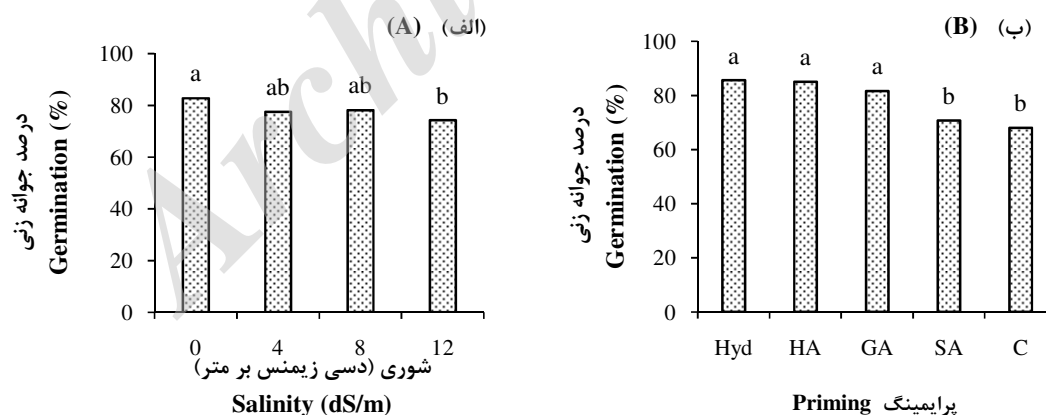 (الف) (A)
100
80
60
40
20
0
a
ab
ab
b
0
4
8
12
درصد جوانه زنی
Germination (%)
شوری (دسی زیمنس بر متر)
Salinity (dS/m)
(ب) (B)
100
80
60
40
20
0
a
a
a
b
b
Hyd
HA
GA
SA
C
درصد جوانه زنی
Germination (%)
پرایمینگ Priming